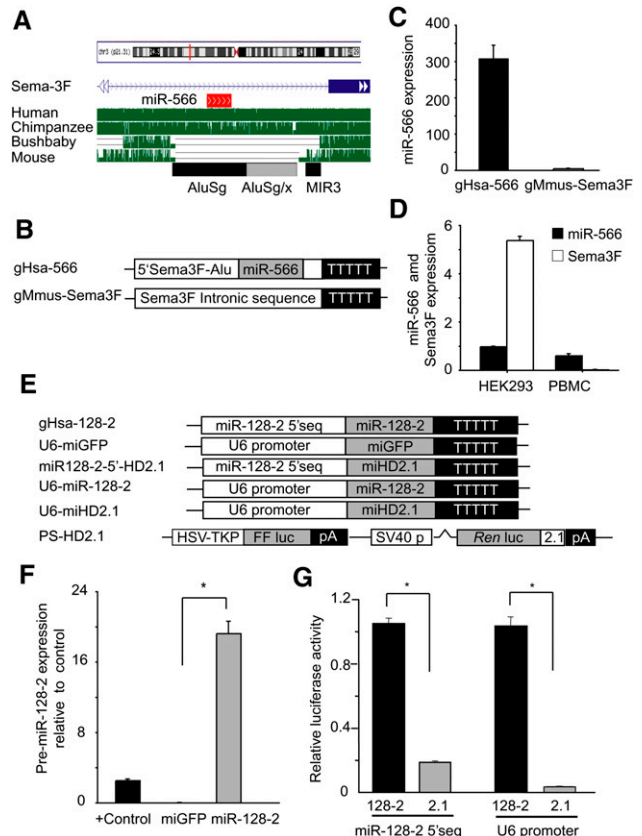 A
chr3 (p21.31)
Sema-3F
miR-566
Human
Chimpanzee
Bushbaby
Mouse
AluSg
AluSg/x
MIR3
B
gHsa-566
5'Sema3F-Alu
miR-566
TTTTT
gMmus-Sema3F
Sema3F Intronic sequence
TTTTT
C
miR-566 expression
400
300
200
100
0
gHsa-566
gMmus-Sema3F
D
miR-566 amd
Sema3F expression
6
4
2
0
miR-566
Sema3F
HEK293
PBMC
E
gHsa-128-2
miR-128-2 5'seq
miR-128-2
TTTTT
U6-miGFP
U6 promoter
miGFP
TTTTT
miR128-2-5'-HD2.1
miR-128-2 5'seq
miHD2.1
TTTTT
U6-miR-128-2
U6 promoter
miR-128-2
TTTTT
U6-miHD2.1
U6 promoter
miHD2.1
TTTTT
PS-HD2.1
HSV-TKP
FF luc
pA
SV40 p
Ren luc
2.1
pA
F
Pre-miR-128-2 expression
relative to control
24
16
8
0
*
+Control
miGFP
miR-128-2
G
Relative luciferase activity
1.2
0.8
0.4
0
*
*
128-2
2.1
128-2
2.1
miR-128-2 5'seq
U6 promoter